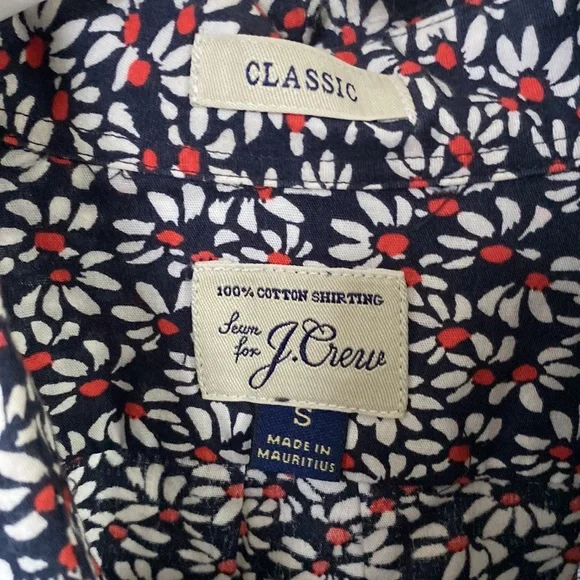 CLASSIC
100% COTTON SHIRTING
Sewn
for J.Crew
S
MADE IN
MAURITIUS